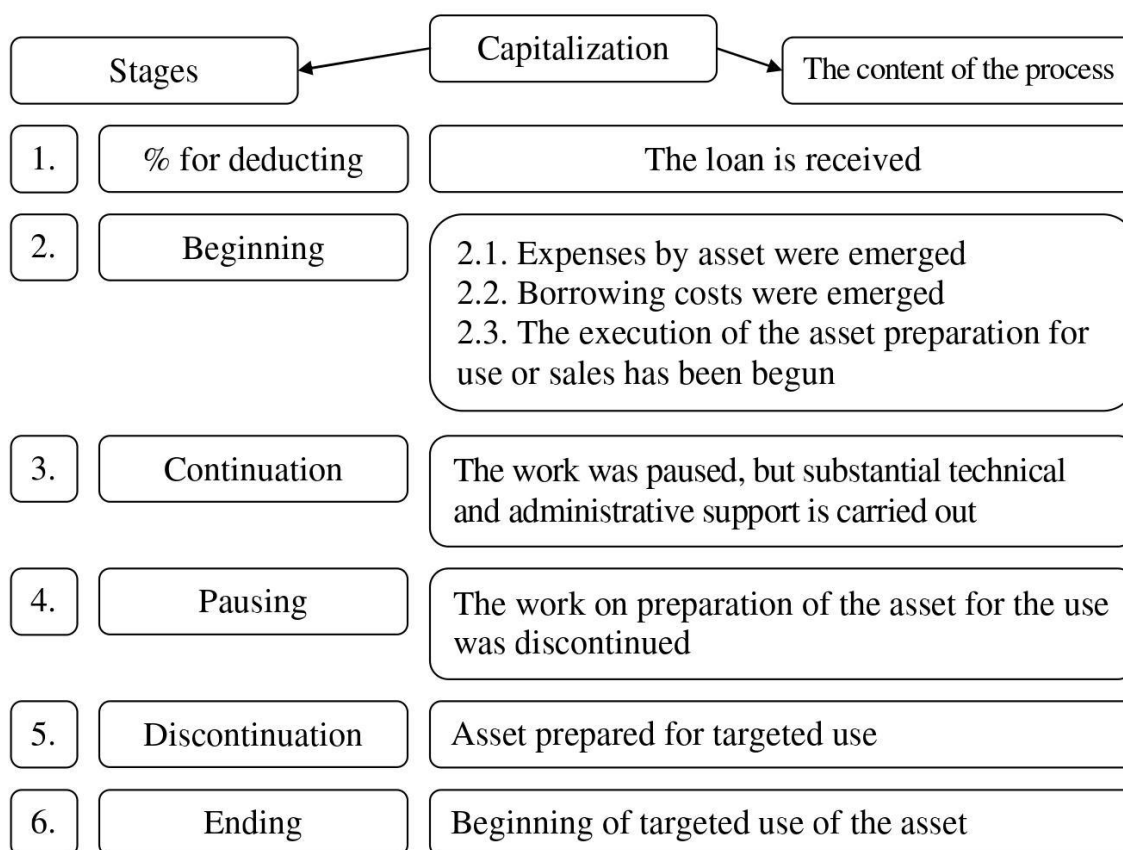 Capitalization
Stages
The content of the process
1.
% for deducting
The loan is received
2.
Beginning
2.1. Expenses by asset were emerged
2.2. Borrowing costs were emerged
2.3. The execution of the asset preparation for
use or sales has been begun
3.
Continuation
The work was paused, but substantial technical
and administrative support is carried out
4.
Pausing
The work on preparation of the asset for the use
was discontinued
5.
Discontinuation
Asset prepared for targeted use
6.
Ending
Beginning of targeted use of the asset